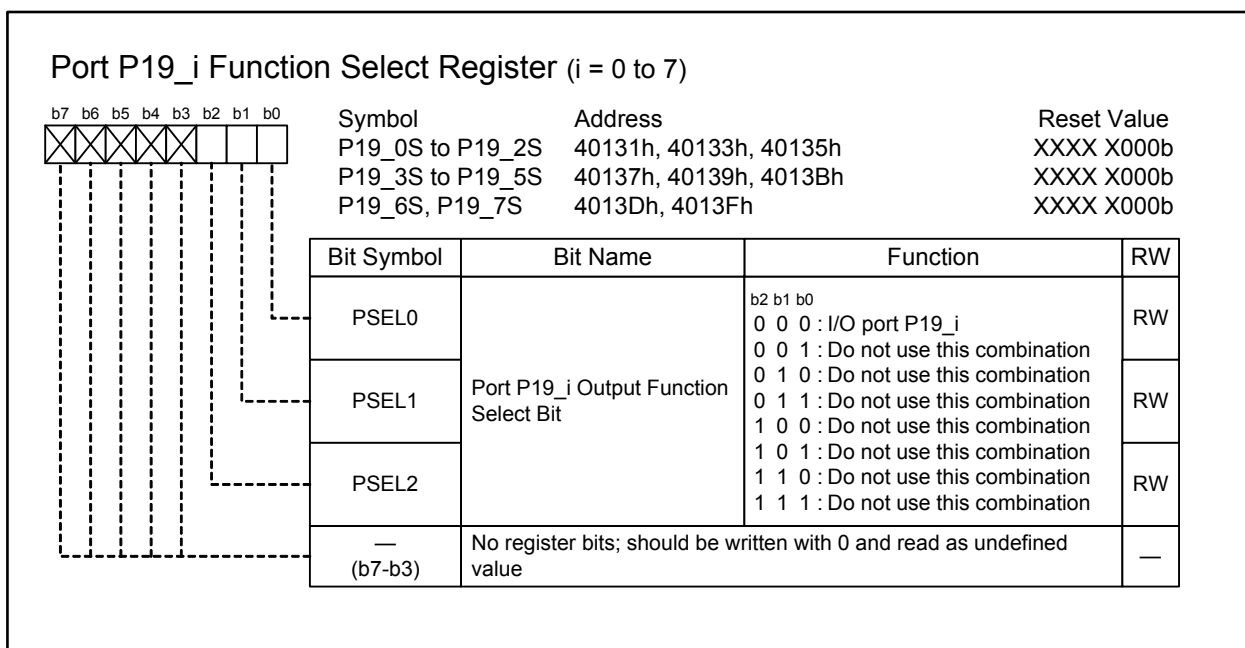 Port P19_i Function Select Register (i = 0 to 7)
b7 b6 b5 b4 b3 b2 b1 b0
Symbol Address Reset Value
P19_0S to P19_2S 40131h, 40133h, 40135h XXXX X000b
P19_3S to P19_5S 40137h, 40139h, 4013Bh XXXX X000b
P19_6S, P19_7S 4013Dh, 4013Fh XXXX X000b
Bit Symbol Bit Name Function RW
PSEL0
PSEL1
PSEL2
Port P19_i Output Function
Select Bit
b2 b1 b0
0 0 0 : I/O port P19_i
0 0 1 : Do not use this combination
0 1 0 : Do not use this combination
0 1 1 : Do not use this combination
1 0 0 : Do not use this combination
1 0 1 : Do not use this combination
1 1 0 : Do not use this combination
1 1 1 : Do not use this combination
RW
RW
RW
—
(b7-b3)
No register bits; should be written with 0 and read as undefined
value
—